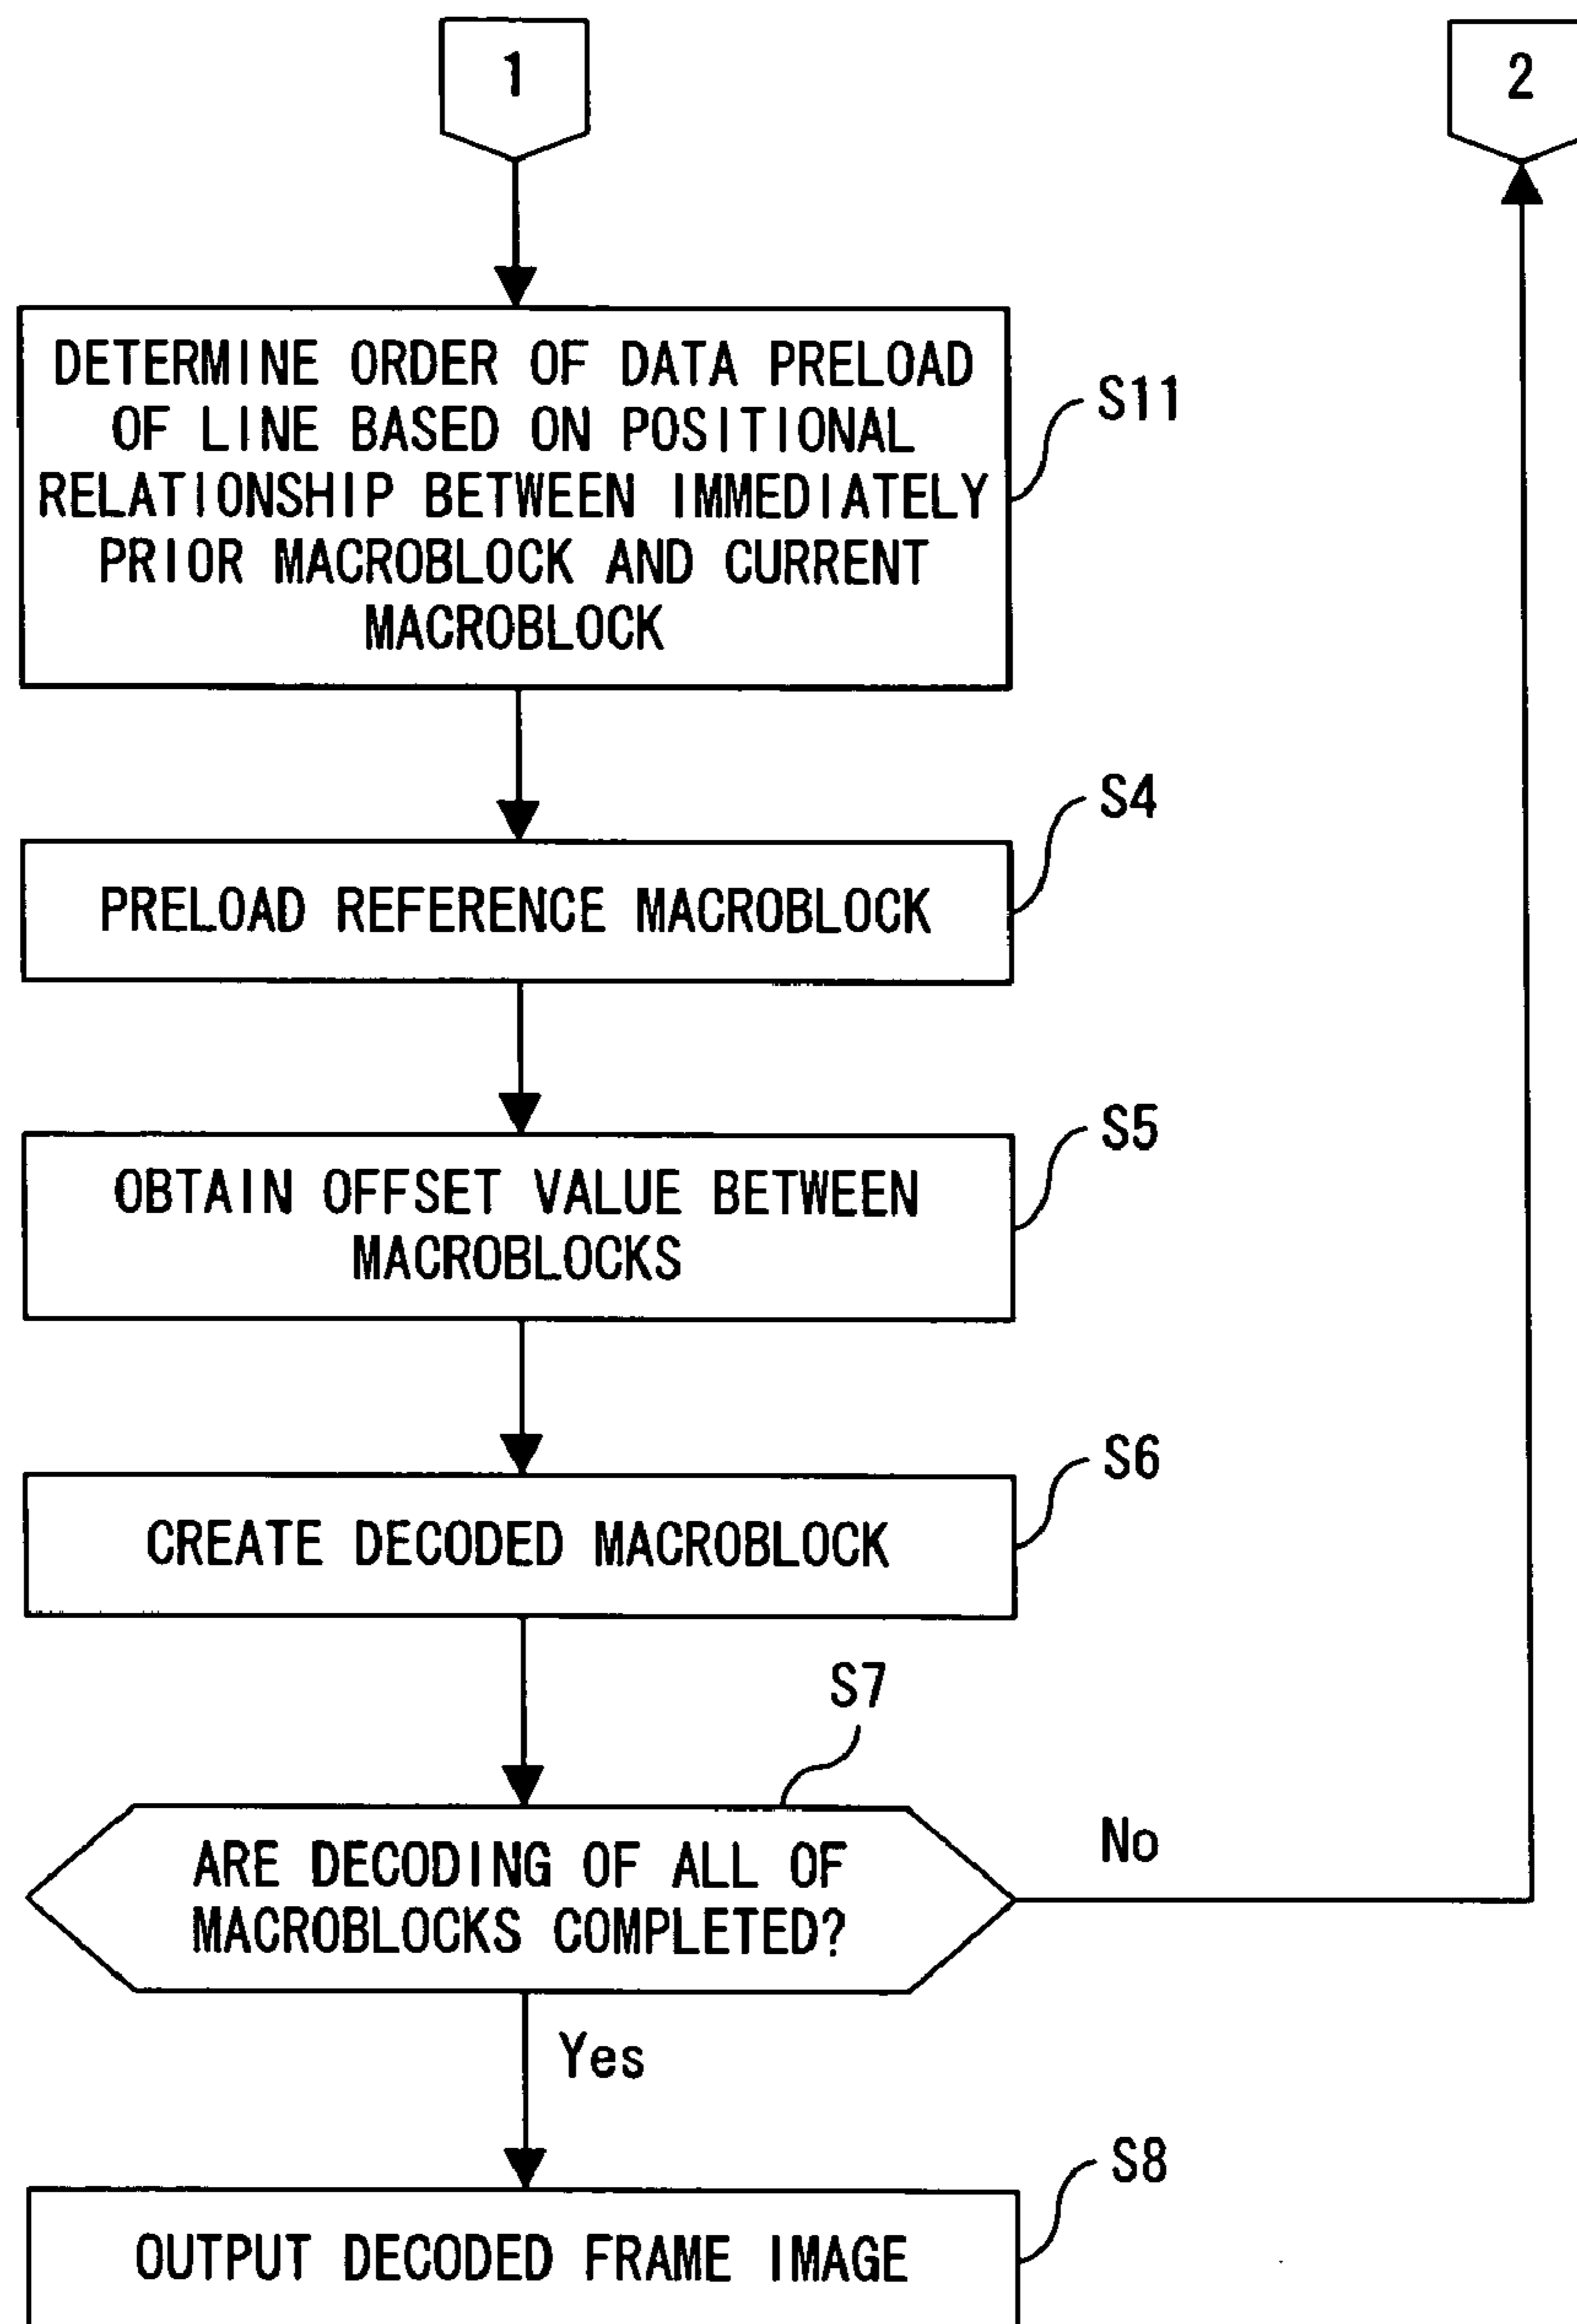 1
2
DETERMINE ORDER OF DATA PRELOAD
OF LINE BASED ON POSITIONAL
RELATIONSHIP BETWEEN IMMEDIATELY
PRIOR MACROBLOCK AND CURRENT
MACROBLOCK
S11
S4
PRELOAD REFERENCE MACROBLOCK
S5
OBTAIN OFFSET VALUE BETWEEN
MACROBLOCKS
S6
CREATE DECODED MACROBLOCK
S7
ARE DECODING OF ALL OF
MACROBLOCKS COMPLETED?
No
Yes
S8
OUTPUT DECODED FRAME IMAGE